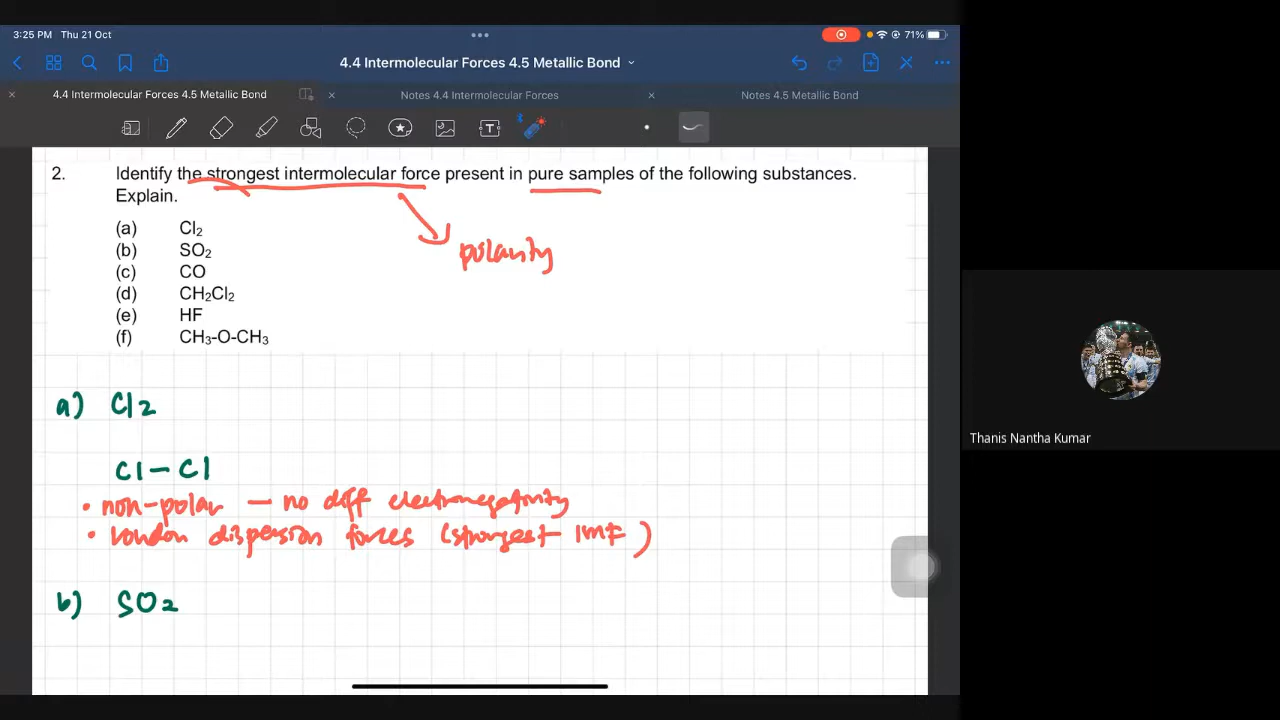 3:25 PM Thu 21 Oct
71%
4.4 Intermolecular Forces 4.5 Metallic Bond
4.4 Intermolecular Forces 4.5 Metallic Bond
Notes 4.4 Intermolecular Forces
Notes 4.5 Metallic Bond
2. Identify the strongest intermolecular force present in pure samples of the following substances.
Explain.
(a) Cl₂
(b) SO₂
(c) CO
(d) CH₂Cl₂
(e) HF
(f) CH₃-O-CH₃
polarity
a) Cl₂
Cl – Cl
• non-polar – no diff electronegativity
• London dispersion forces (strongest IMF)
b) SO₂
Thanis Nantha Kumar